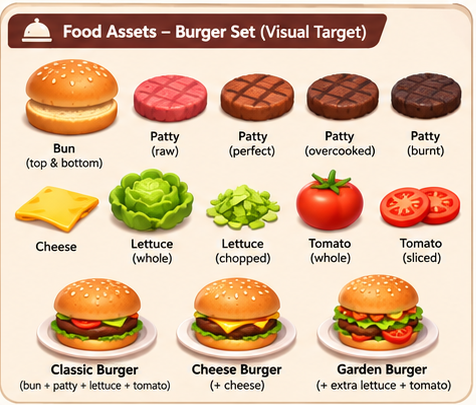 Food Assets – Burger Set (Visual Target)
Bun
(top & bottom)
Patty
(raw)
Patty
(perfect)
Patty
(overcooked)
Patty
(burnt)
Cheese
Lettuce
(whole)
Lettuce
(chopped)
Tomato
(whole)
Tomato
(sliced)
Classic Burger
(bun + patty + lettuce + tomato)
Cheese Burger
(+ cheese)
Garden Burger
(+ extra lettuce + tomato)